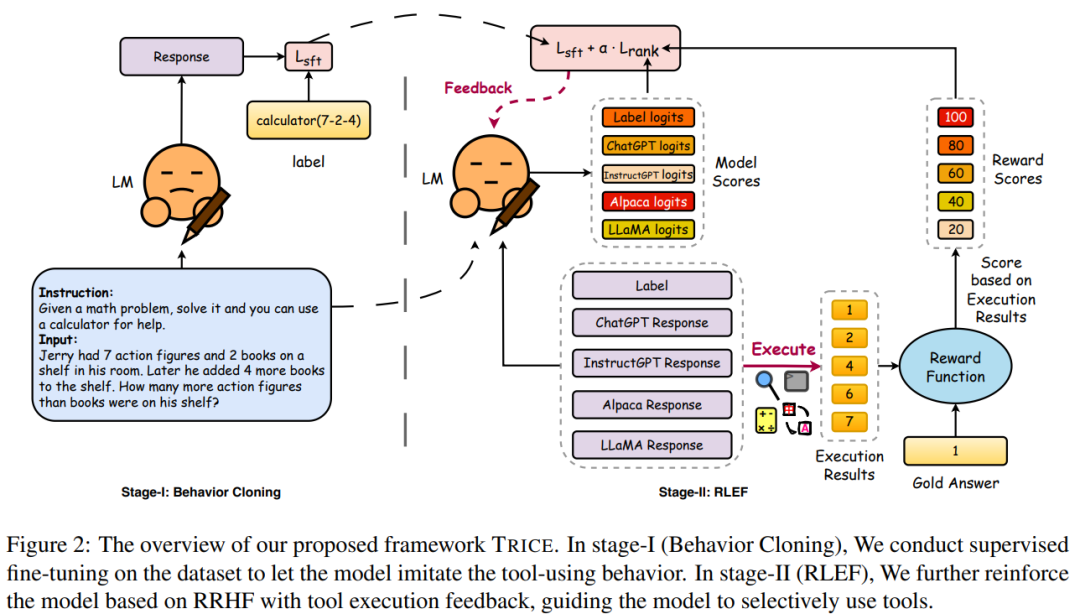 Response
Lsft
calculator(7-2-4)
label
LM
Instruction:
Given a math problem, solve it and you can use
a calculator for help.
Input:
Jerry had 7 action figures and 2 books on a
shelf in his room. Later he added 4 more books
to the shelf. How many more action figures
than books were on his shelf?
Stage-I: Behavior Cloning
Lsft + α · Lrank
Feedback
LM
Label logits
ChatGPT logits
InstructGPT logits
Alpaca logits
LLaMA logits
Model
Scores
100
80
60
40
20
Reward
Scores
Label
ChatGPT Response
InstructGPT Response
Alpaca Response
LLaMA Response
Execute
+ -
× ÷
A
1
2
4
6
7
Execution
Results
Score
based on
Execution
Results
Reward
Function
1
Gold Answer
Stage-II: RLEF
Figure 2: The overview of our proposed framework TRICE. In stage-I (Behavior Cloning), We conduct supervised
fine-tuning on the dataset to let the model imitate the tool-using behavior. In stage-II (RLEF), We further reinforce
the model based on RRHF with tool execution feedback, guiding the model to selectively use tools.